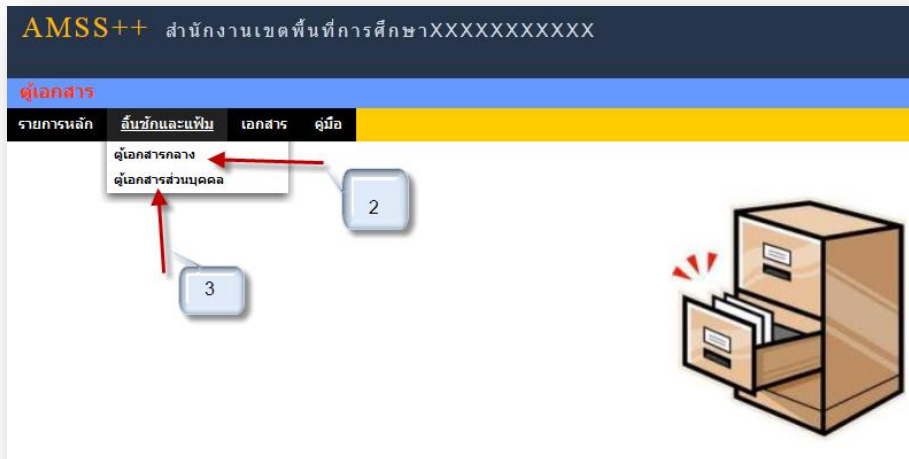 AMSS++ สำนักงานเขตพื้นที่การศึกษาXXXXXXXXXXX
ตู้เอกสาร
รายการหลัก ลิ้นชักและแฟ้ม เอกสาร คู่มือ
ตู้เอกสารกลาง
ตู้เอกสารส่วนบุคคล
2
3